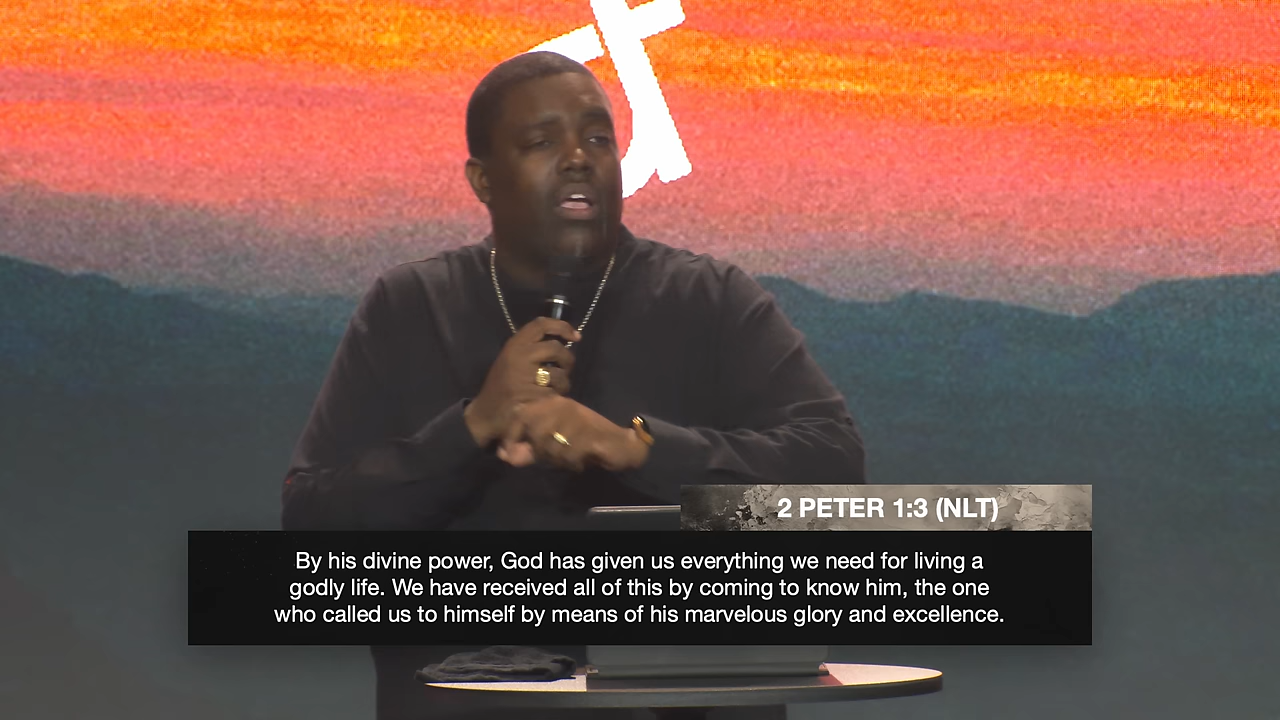 2 PETER 1:3 (NLT)
By his divine power, God has given us everything we need for living a
godly life. We have received all of this by coming to know him, the one
who called us to himself by means of his marvelous glory and excellence.